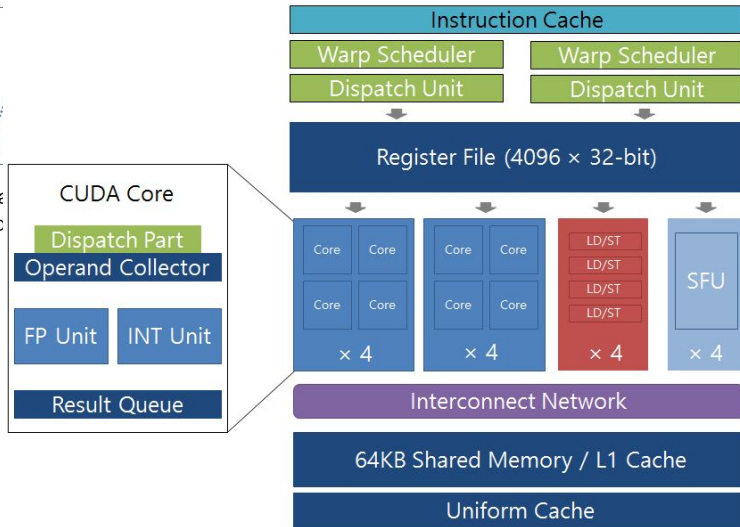 Instruction Cache
Warp Scheduler
Warp Scheduler
Dispatch Unit
Dispatch Unit
Register File (4096 × 32-bit)
CUDA Core
Dispatch Part
Operand Collector
FP Unit
INT Unit
Result Queue
Core
Core
Core
Core
× 4
Core
Core
Core
Core
× 4
LD/ST
LD/ST
LD/ST
LD/ST
× 4
SFU
× 4
Interconnect Network
64KB Shared Memory / L1 Cache
Uniform Cache